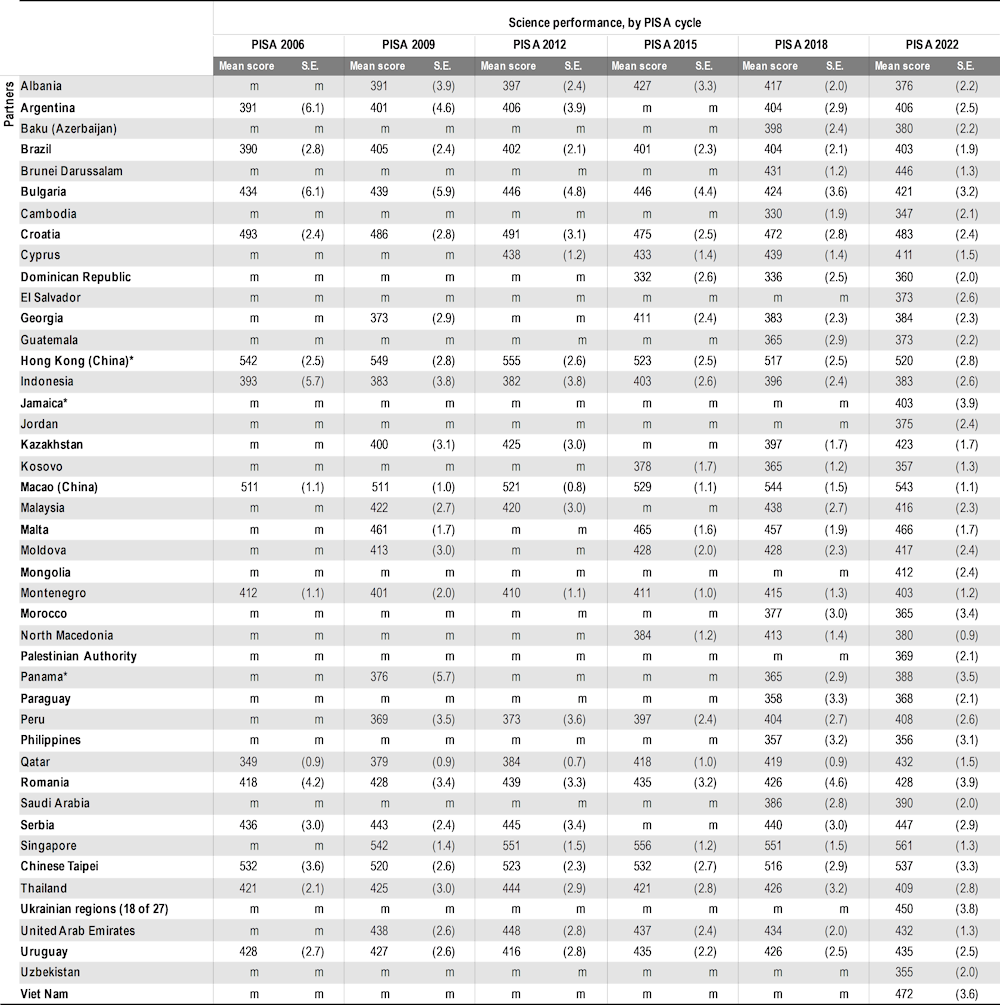 Science performance, by PISA cycle
PISA 2006 PISA 2009 PISA 2012 PISA 2015 PISA 2018 PISA 2022
Mean score S.E. Mean score S.E. Mean score S.E. Mean score S.E. Mean score S.E. Mean score S.E.
Partners
Albania m m 391 (3.9) 397 (2.4) 427 (3.3) 417 (2.0) 376 (2.2)
Argentina 391 (6.1) 401 (4.6) 406 (3.9) m m 404 (2.9) 406 (2.5)
Baku (Azerbaijan) m m m m m m m m 398 (2.4) 380 (2.2)
Brazil 390 (2.8) 405 (2.4) 402 (2.1) 401 (2.3) 404 (2.1) 403 (1.9)
Brunei Darussalam m m m m m m m m 431 (1.2) 446 (1.3)
Bulgaria 434 (6.1) 439 (5.9) 446 (4.8) 446 (4.4) 424 (3.6) 421 (3.2)
Cambodia m m m m m m m m 330 (1.9) 347 (2.1)
Croatia 493 (2.4) 486 (2.8) 491 (3.1) 475 (2.5) 472 (2.8) 483 (2.4)
Cyprus m m m m 438 (1.2) 433 (1.4) 439 (1.4) 411 (1.5)
Dominican Republic m m m m m m 332 (2.6) 336 (2.5) 360 (2.0)
El Salvador m m m m m m m m m m 373 (2.6)
Georgia m m 373 (2.9) m m 411 (2.4) 383 (2.3) 384 (2.3)
Guatemala m m m m m m m m 365 (2.9) 373 (2.2)
Hong Kong (China)* 542 (2.5) 549 (2.8) 555 (2.6) 523 (2.5) 517 (2.5) 520 (2.8)
Indonesia 393 (5.7) 383 (3.8) 382 (3.8) 403 (2.6) 396 (2.4) 383 (2.6)
Jamaica* m m m m m m m m m m 403 (3.9)
Jordan m m m m m m m m m m 375 (2.4)
Kazakhstan m m 400 (3.1) 425 (3.0) m m 397 (1.7) 423 (1.7)
Kosovo m m m m m m 378 (1.7) 365 (1.2) 357 (1.3)
Macao (China) 511 (1.1) 511 (1.0) 521 (0.8) 529 (1.1) 544 (1.5) 543 (1.1)
Malaysia m m 422 (2.7) 420 (3.0) m m 438 (2.7) 416 (2.3)
Malta m m 461 (1.7) m m 465 (1.6) 457 (1.9) 466 (1.7)
Moldova m m 413 (3.0) m m 428 (2.0) 428 (2.3) 417 (2.4)
Mongolia m m m m m m m m m m 412 (2.4)
Montenegro 412 (1.1) 401 (2.0) 410 (1.1) 411 (1.0) 415 (1.3) 403 (1.2)
Morocco m m m m m m m m 377 (3.0) 365 (3.4)
North Macedonia m m m m m m 384 (1.2) 413 (1.4) 380 (0.9)
Palestinian Authority m m m m m m m m m m 369 (2.1)
Panama* m m 376 (5.7) m m m m 365 (2.9) 388 (3.5)
Paraguay m m m m m m m m 358 (3.3) 368 (2.1)
Peru m m 369 (3.5) 373 (3.6) 397 (2.4) 404 (2.7) 408 (2.6)
Philippines m m m m m m m m 357 (3.2) 356 (3.1)
Qatar 349 (0.9) 379 (0.9) 384 (0.7) 418 (1.0) 419 (0.9) 432 (1.5)
Romania 418 (4.2) 428 (3.4) 439 (3.3) 435 (3.2) 426 (4.6) 428 (3.9)
Saudi Arabia m m m m m m m m 386 (2.8) 390 (2.0)
Serbia 436 (3.0) 443 (2.4) 445 (3.4) m m 440 (3.0) 447 (2.9)
Singapore m m 542 (1.4) 551 (1.5) 556 (1.2) 551 (1.5) 561 (1.3)
Chinese Taipei 532 (3.6) 520 (2.6) 523 (2.3) 532 (2.7) 516 (2.9) 537 (3.3)
Thailand 421 (2.1) 425 (3.0) 444 (2.9) 421 (2.8) 426 (3.2) 409 (2.8)
Ukrainian regions (18 of 27) m m m m m m m m m m 450 (3.8)
United Arab Emirates m m 438 (2.6) 448 (2.8) 437 (2.4) 434 (2.0) 432 (1.3)
Uruguay 428 (2.7) 427 (2.6) 416 (2.8) 435 (2.2) 426 (2.5) 435 (2.5)
Uzbekistan m m m m m m m m m m 355 (2.0)
Viet Nam m m m m m m m m m m 472 (3.6)